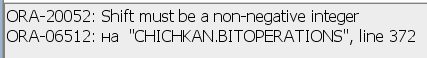 ORA-20052: Shift must be a non-negative integer
ORA-06512: на  "CHICHKAN.BITOPERATIONS", line 372